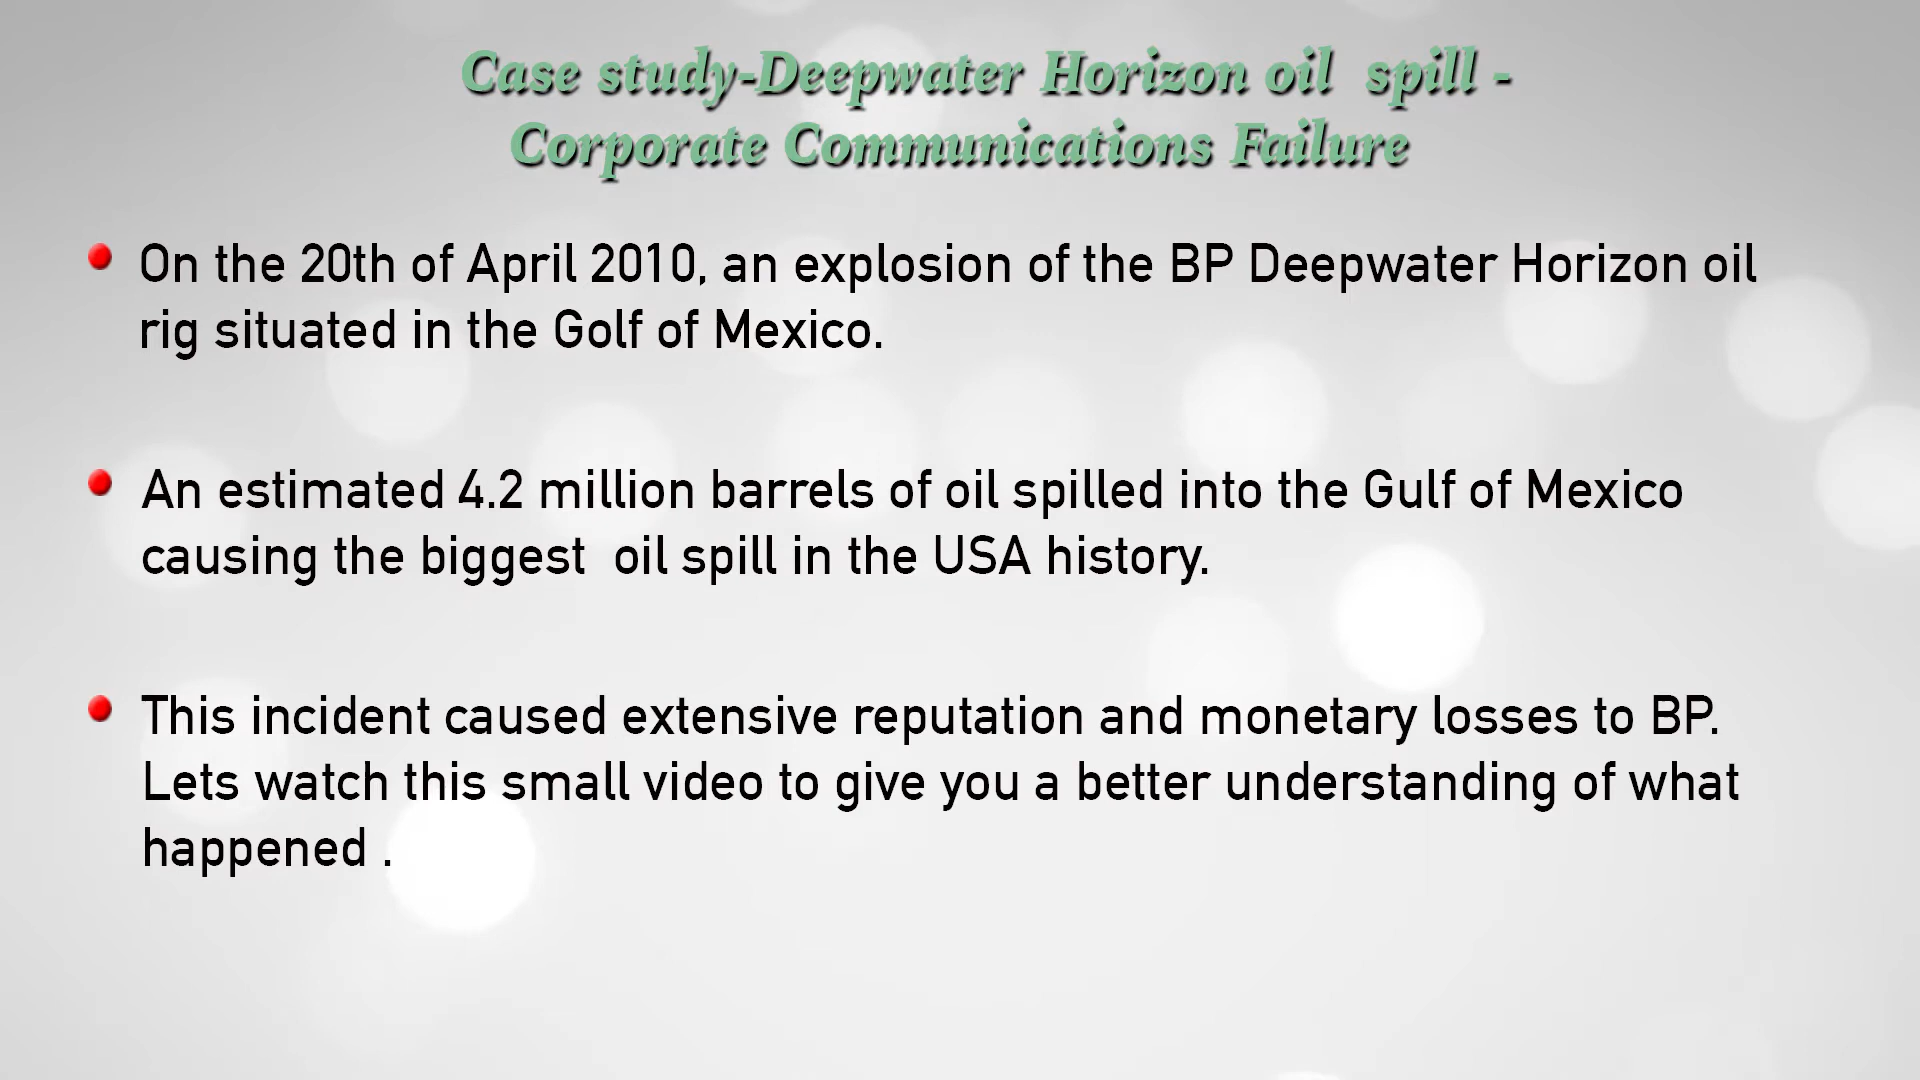 Case study-Deepwater Horizon oil  spill -
Corporate Communications Failure
On the 20th of April 2010, an explosion of the BP Deepwater Horizon oil
rig situated in the Golf of Mexico.
An estimated 4.2 million barrels of oil spilled into the Gulf of Mexico
causing the biggest  oil spill in the USA history.
This incident caused extensive reputation and monetary losses to BP.
Lets watch this small video to give you a better understanding of what
happened .